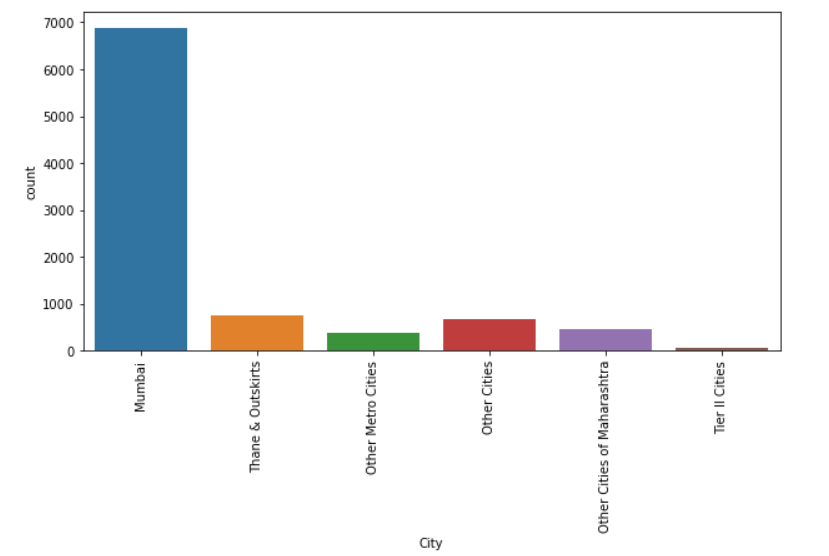 7000
6000
5000
4000
3000
2000
1000
0
count
Mumbai
Thane & Outskirts
Other Metro Cities
Other Cities
Other Cities of Maharashtra
Tier II Cities
City